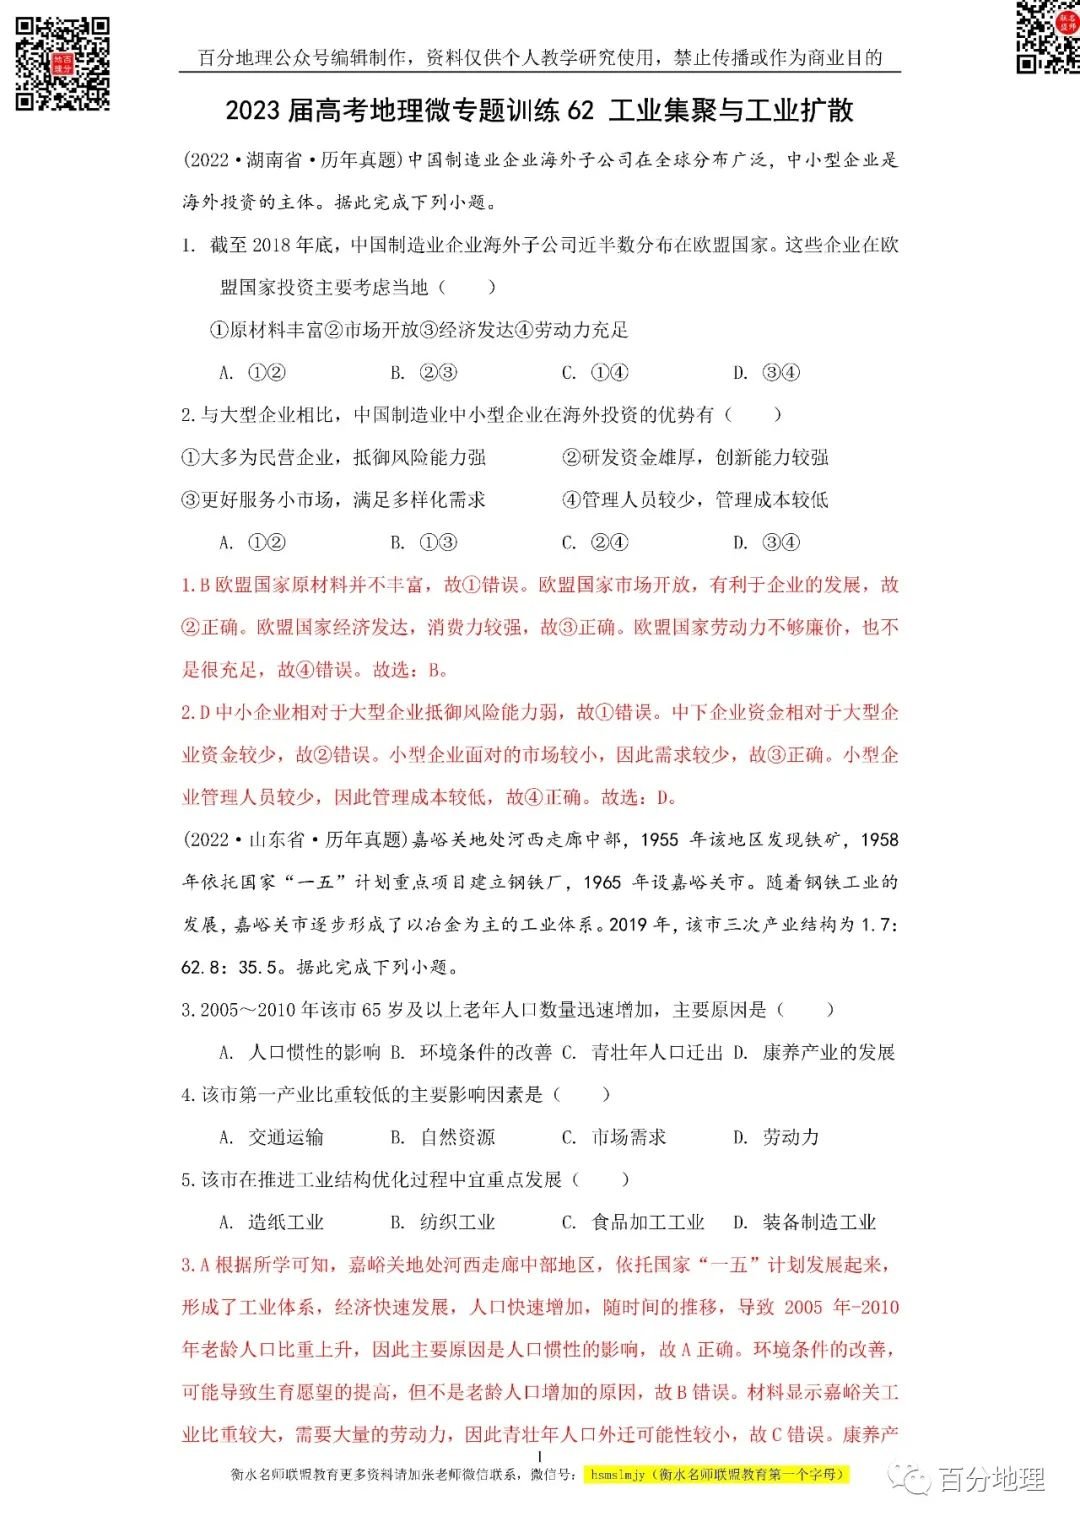 百分地理公众号编辑制作，资料仅供个人教学研究使用，禁止传播或作为商业目的
2023届高考地理微专题训练62 工业集聚与工业扩散
(2022·湖南省·历年真题)中国制造业企业海外子公司在全球分布广泛，中小型企业是
海外投资的主体。据此完成下列小题。
1. 截至2018年底，中国制造业企业海外子公司近半数分布在欧盟国家。这些企业在欧
盟国家投资主要考虑当地（　　）
①原材料丰富②市场开放③经济发达④劳动力充足
A. ①② B. ②③ C. ①④ D. ③④
2.与大型企业相比，中国制造业中小型企业在海外投资的优势有（　　）
①大多为民营企业，抵御风险能力强 ②研发资金雄厚，创新能力较强
③更好服务小市场，满足多样化需求 ④管理人员较少，管理成本较低
A. ①② B. ①③ C. ②④ D. ③④
1.B欧盟国家原材料并不丰富，故①错误。欧盟国家市场开放，有利于企业的发展，故
②正确。欧盟国家经济发达，消费力较强，故③正确。欧盟国家劳动力不够廉价，也不
是很充足，故④错误。故选：B。
2.D中小企业相对于大型企业抵御风险能力弱，故①错误。中下企业资金相对于大型企
业资金较少，故②错误。小型企业面对的市场较小，因此需求较少，故③正确。小型企
业管理人员较少，因此管理成本较低，故④正确。故选：D。
(2022·山东省·历年真题)嘉峪关地处河西走廊中部，1955 年该地区发现铁矿，1958
年依托国家“一五”计划重点项目建立钢铁厂，1965 年设嘉峪关市。随着钢铁工业的
发展，嘉峪关市逐步形成了以冶金为主的工业体系。2019年，该市三次产业结构为1.7：
62.8：35.5。据此完成下列小题。
3.2005～2010年该市65岁及以上老年人口数量迅速增加，主要原因是（　　）
A. 人口惯性的影响 B. 环境条件的改善 C. 青壮年人口迁出 D. 康养产业的发展
4.该市第一产业比重较低的主要影响因素是（　　）
A. 交通运输 B. 自然资源 C. 市场需求 D. 劳动力
5.该市在推进工业结构优化过程中宜重点发展（　　）
A. 造纸工业 B. 纺织工业 C. 食品加工工业 D. 装备制造工业
3.A根据所学可知，嘉峪关地处河西走廊中部地区，依托国家“一五”计划发展起来，
形成了工业体系，经济快速发展，人口快速增加，随时间的推移，导致 2005 年-2010
年老龄人口比重上升，因此主要原因是人口惯性的影响，故A正确。环境条件的改善，
可能导致生育愿望的提高，但不是老龄人口增加的原因，故B错误。材料显示嘉峪关工
业比重较大，需要大量的劳动力，因此青壮年人口外迁可能性较小，故C错误。康养产
1
衡水名师联盟教育更多资料请加张老师微信联系，微信号：hsmslmjy（衡水名师联盟教育第一个字母）
百分地理